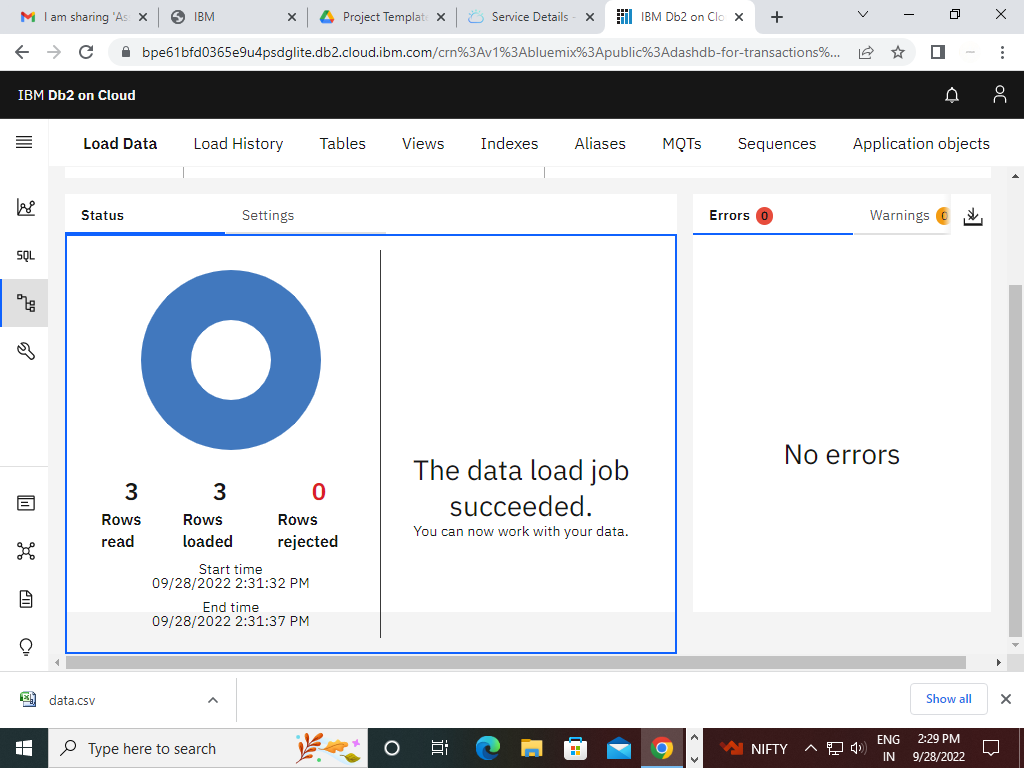 I am sharing 'As
IBM
Project Templat
Service Details -
IBM Db2 on Clo
bpe61bfd0365e9u4psdglite.db2.cloud.ibm.com/crn%3Av1%3Abluemix%3Apublic%3Adashdb-for-transactions%...
IBM Db2 on Cloud
Load Data
Load History
Tables
Views
Indexes
Aliases
MQTs
Sequences
Application objects
SQL
Status
Settings
Errors 0
Warnings 0
3
Rows
read
3
Rows
loaded
0
Rows
rejected
Start time
09/28/2022 2:31:32 PM
End time
09/28/2022 2:31:37 PM
The data load job
succeeded.
You can now work with your data.
No errors
data.csv
Show all
Type here to search
NIFTY
ENG
IN
2:29 PM
9/28/2022